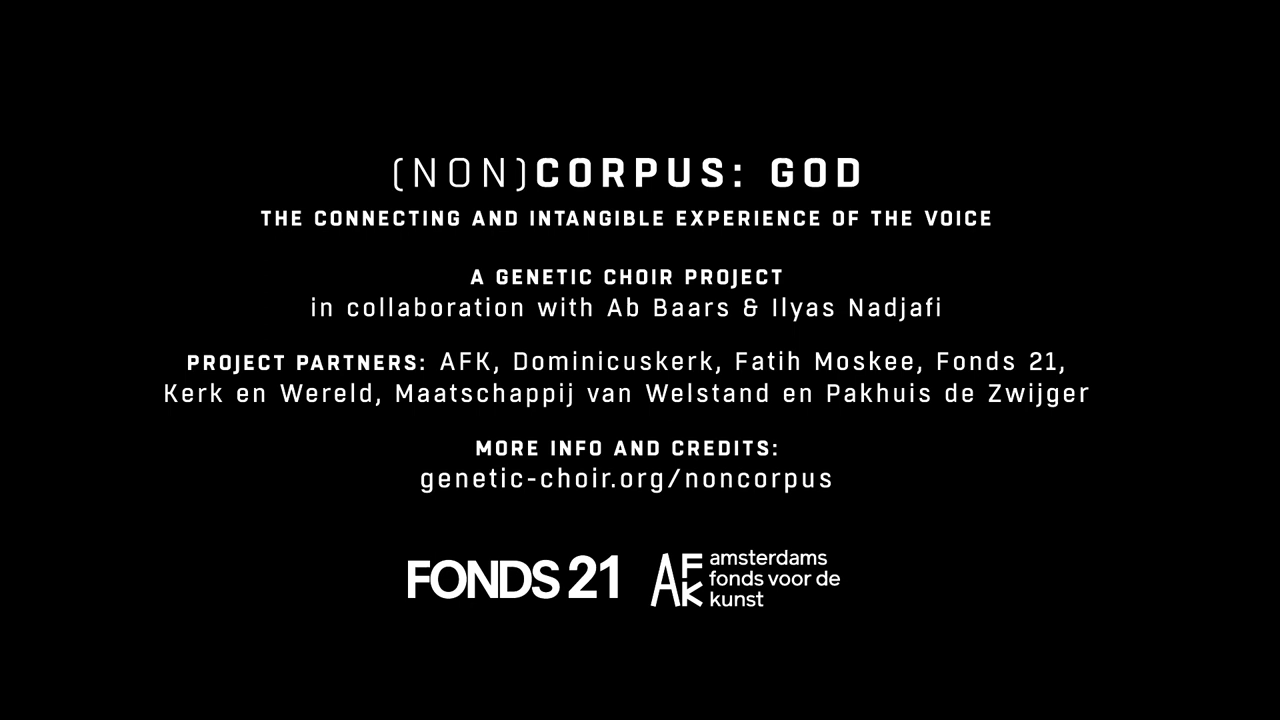 (NON)CORPUS: GOD
THE CONNECTING AND INTANGIBLE EXPERIENCE OF THE VOICE
A GENETIC CHOIR PROJECT
in collaboration with Ab Baars & Ilyas Nadjafi
PROJECT PARTNERS: AFK, Dominicuskerk, Fatih Moskee, Fonds 21,
Kerk en Wereld, Maatschappij van Welstand en Pakhuis de Zwijger
MORE INFO AND CREDITS:
genetic-choir.org/noncorpus
FONDS 21
AFK
amsterdams
fonds voor de
kunst